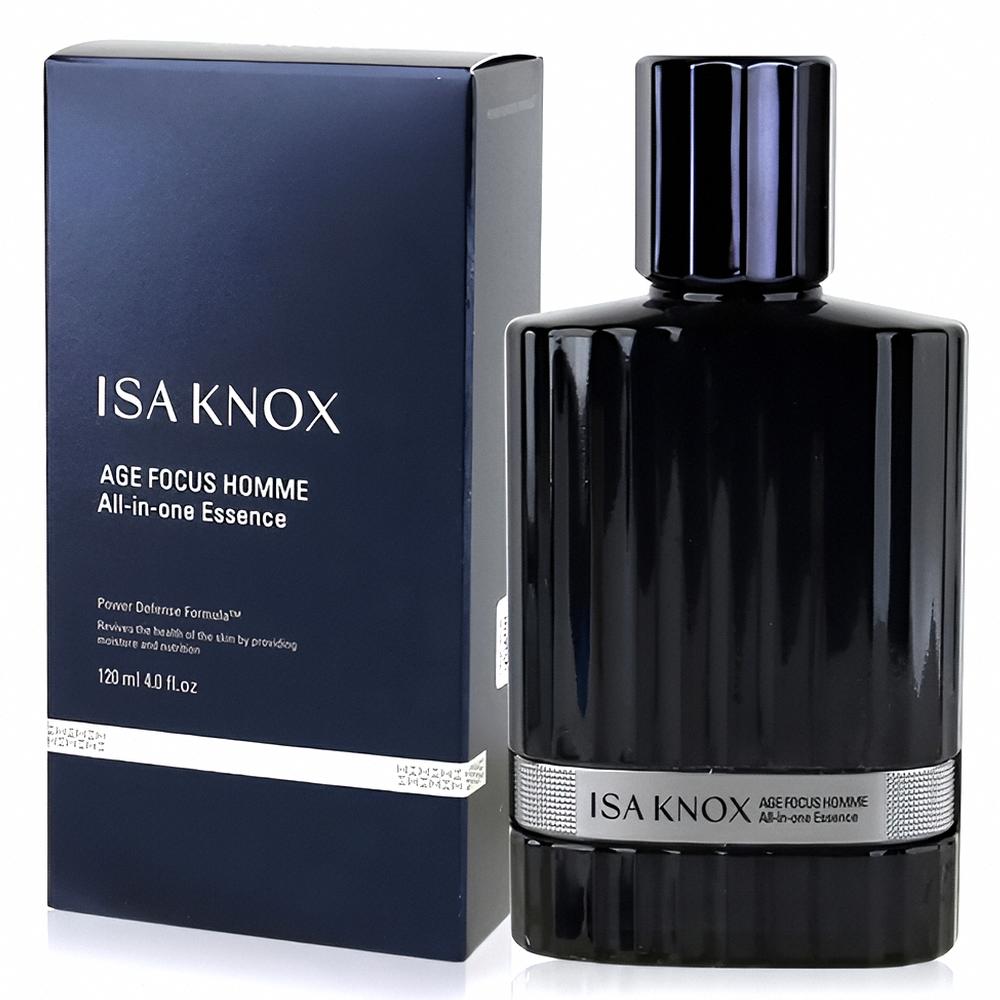 ISA KNOX
AGE FOCUS HOMME
All-in-one Essence
Power Defense Formula™
Revives the health of the skin by providing
moisture and nutrition
120 ml 4.0 fl.oz
ISA KNOX AGE FOCUS HOMME
All-in-one Essence